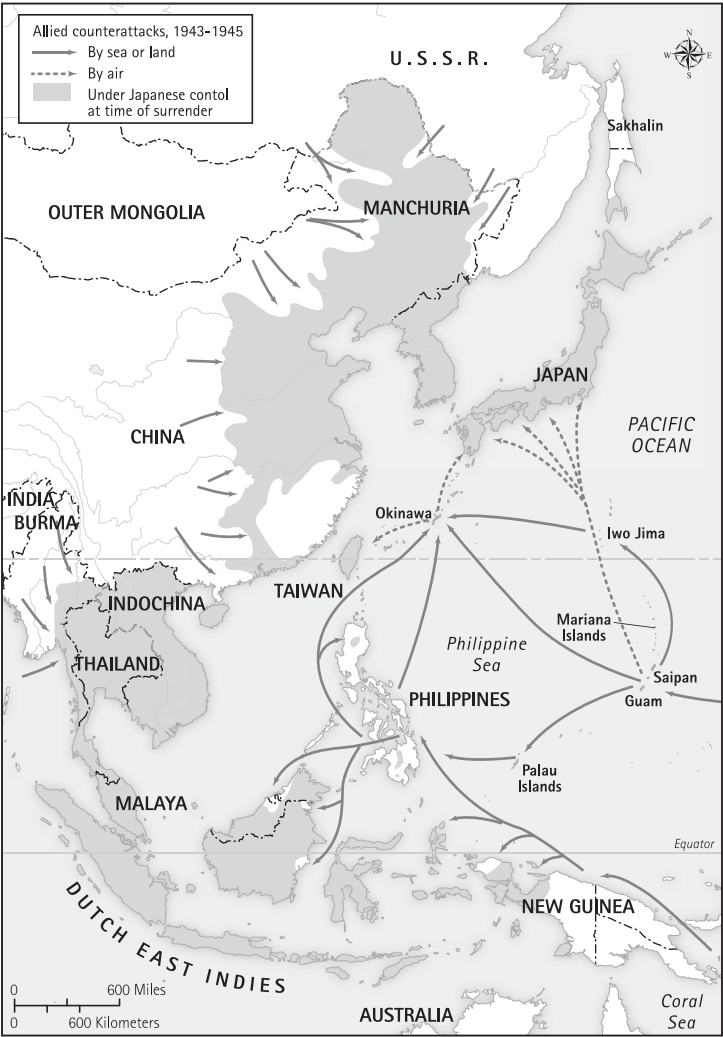 Allied counterattacks, 1943-1945
By sea or land
By air
Under Japanese contol
at time of surrender
U.S.S.R.
N
W
E
S
Sakhalin
OUTER MONGOLIA
MANCHURIA
JAPAN
PACIFIC
OCEAN
CHINA
INDIA
BURMA
Okinawa
Iwo Jima
TAIWAN
INDOCHINA
Mariana
Islands
Philippine
Sea
THAILAND
Saipan
Guam
PHILIPPINES
Palau
Islands
MALAYA
Equator
NEW GUINEA
DUTCH EAST INDIES
0 600 Miles
0 600 Kilometers
AUSTRALIA
Coral
Sea